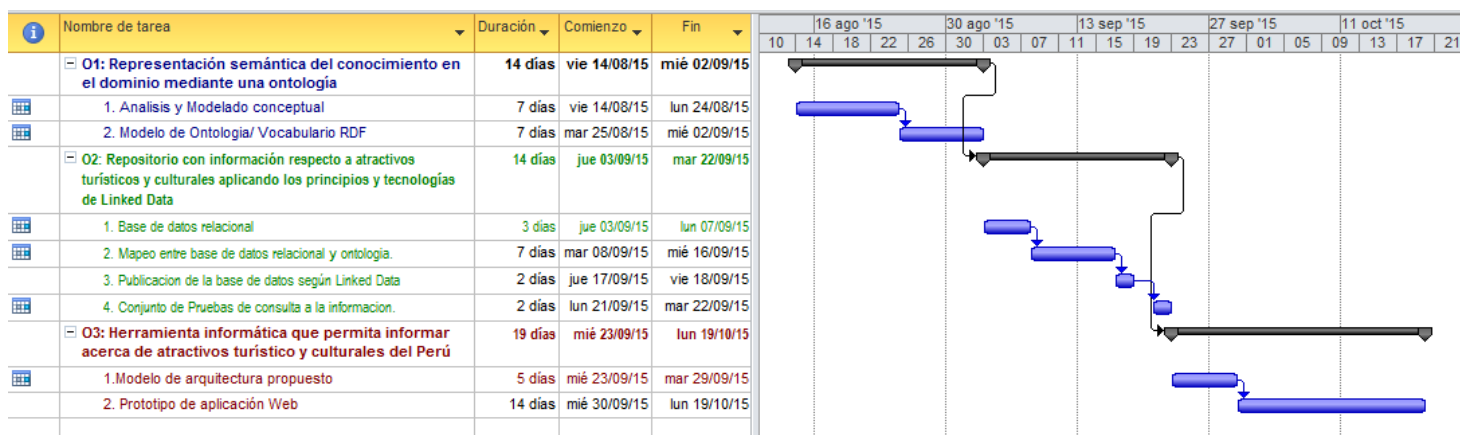 Nombre de tarea Duración Comienzo Fin
16 ago '15 30 ago '15 13 sep '15 27 sep '15 11 oct '15
10 14 18 22 26 30 03 07 11 15 19 23 27 01 05 09 13 17 21
O1: Representación semántica del conocimiento en 14 días vie 14/08/15 mié 02/09/15
el dominio mediante una ontología
1. Analisis y Modelado conceptual 7 días vie 14/08/15 lun 24/08/15
2. Modelo de Ontologia/ Vocabulario RDF 7 días mar 25/08/15 mié 02/09/15
O2: Repositorio con información respecto a atractivos 14 días jue 03/09/15 mar 22/09/15
turísticos y culturales aplicando los principios y tecnologías
de Linked Data
1. Base de datos relacional 3 días jue 03/09/15 lun 07/09/15
2. Mapeo entre base de datos relacional y ontologia. 7 días mar 08/09/15 mié 16/09/15
3. Publicacion de la base de datos según Linked Data 2 días jue 17/09/15 vie 18/09/15
4. Conjunto de Pruebas de consulta a la informacion. 2 días lun 21/09/15 mar 22/09/15
O3: Herramienta informática que permita informar 19 días mié 23/09/15 lun 19/10/15
acerca de atractivos turístico y culturales del Perú
1.Modelo de arquitectura propuesto 5 días mié 23/09/15 mar 29/09/15
2. Prototipo de aplicación Web 14 días mié 30/09/15 lun 19/10/15